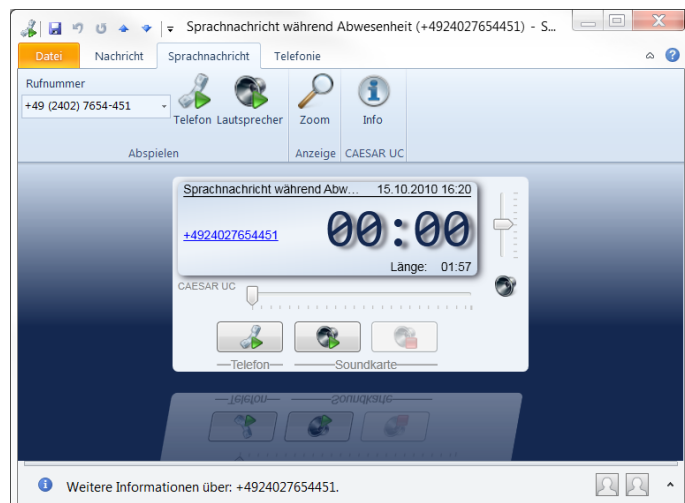 Sprachnachricht während Abwesenheit (+4924027654451) - S...
Datei Nachricht Sprachnachricht Telefonie
Rufnummer
+49 (2402) 7654-451
Telefon Lautsprecher Zoom Info
Abspielen Anzeige CAESAR UC
Sprachnachricht während Abw... 15.10.2010 16:20
+4924027654451 00:00
Länge: 01:57
CAESAR UC
Telefon Soundkarte
Telefon Soundkarte
Weitere Informationen über: +4924027654451.